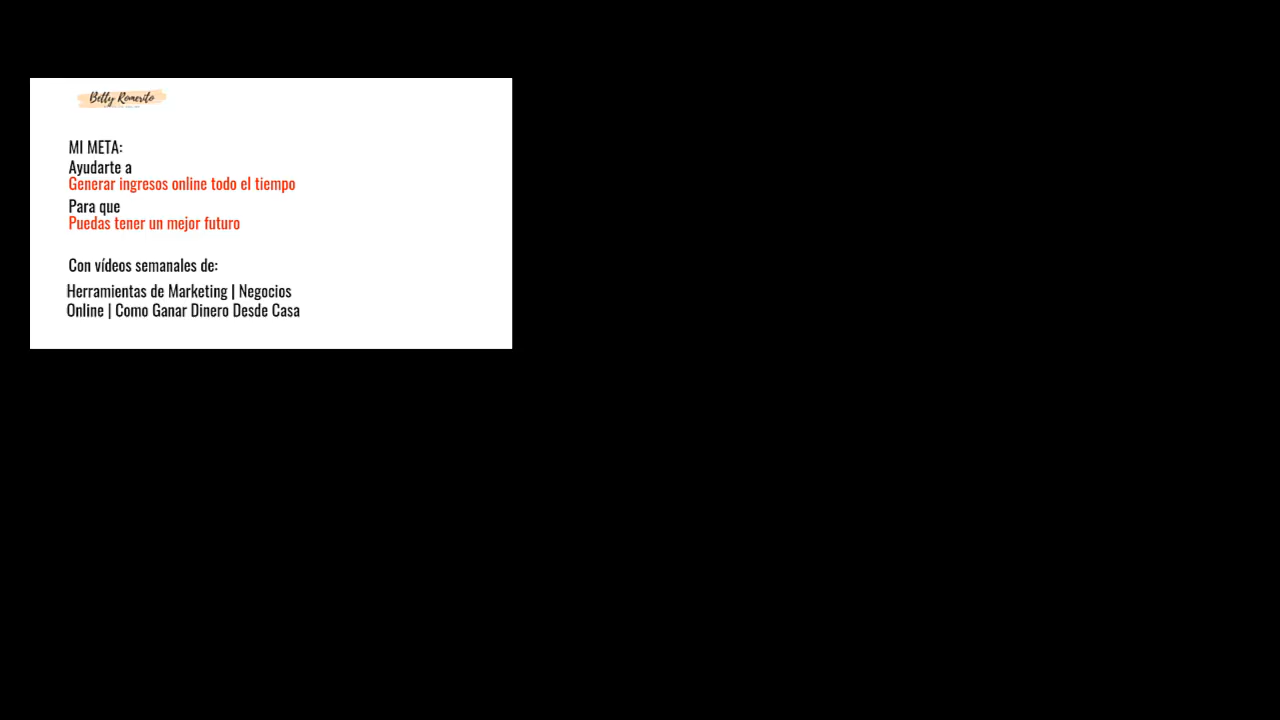 Betty Romerito
MI META:
Ayudarte a
Generar ingresos online todo el tiempo
Para que
Puedas tener un mejor futuro
Con vídeos semanales de:
Herramientas de Marketing | Negocios
Online | Como Ganar Dinero Desde Casa